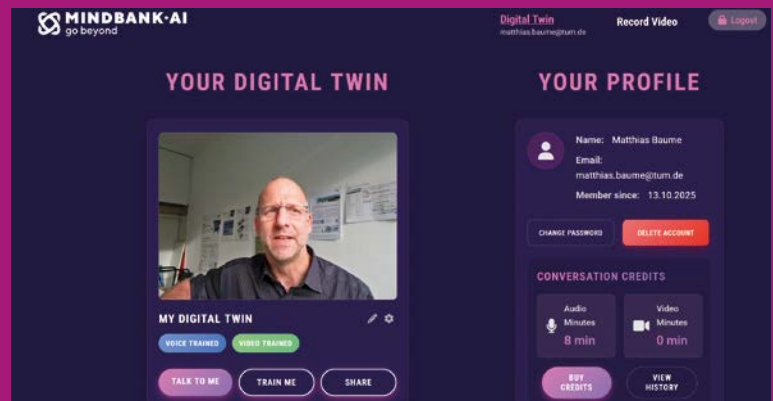 MINDBANK·AI
go beyond
Digital Twin
matthias.baume@tum.de
Record Video
Logout
YOUR DIGITAL TWIN
MY DIGITAL TWIN
VOICE TRAINED
VIDEO TRAINED
TALK TO ME
TRAIN ME
SHARE
YOUR PROFILE
Name: Matthias Baume
Email:
matthias.baume@tum.de
Member since: 13.10.2025
CHANGE PASSWORD
DELETE ACCOUNT
CONVERSATION CREDITS
Audio
Minutes
8 min
Video
Minutes
0 min
BUY
CREDITS
VIEW
HISTORY